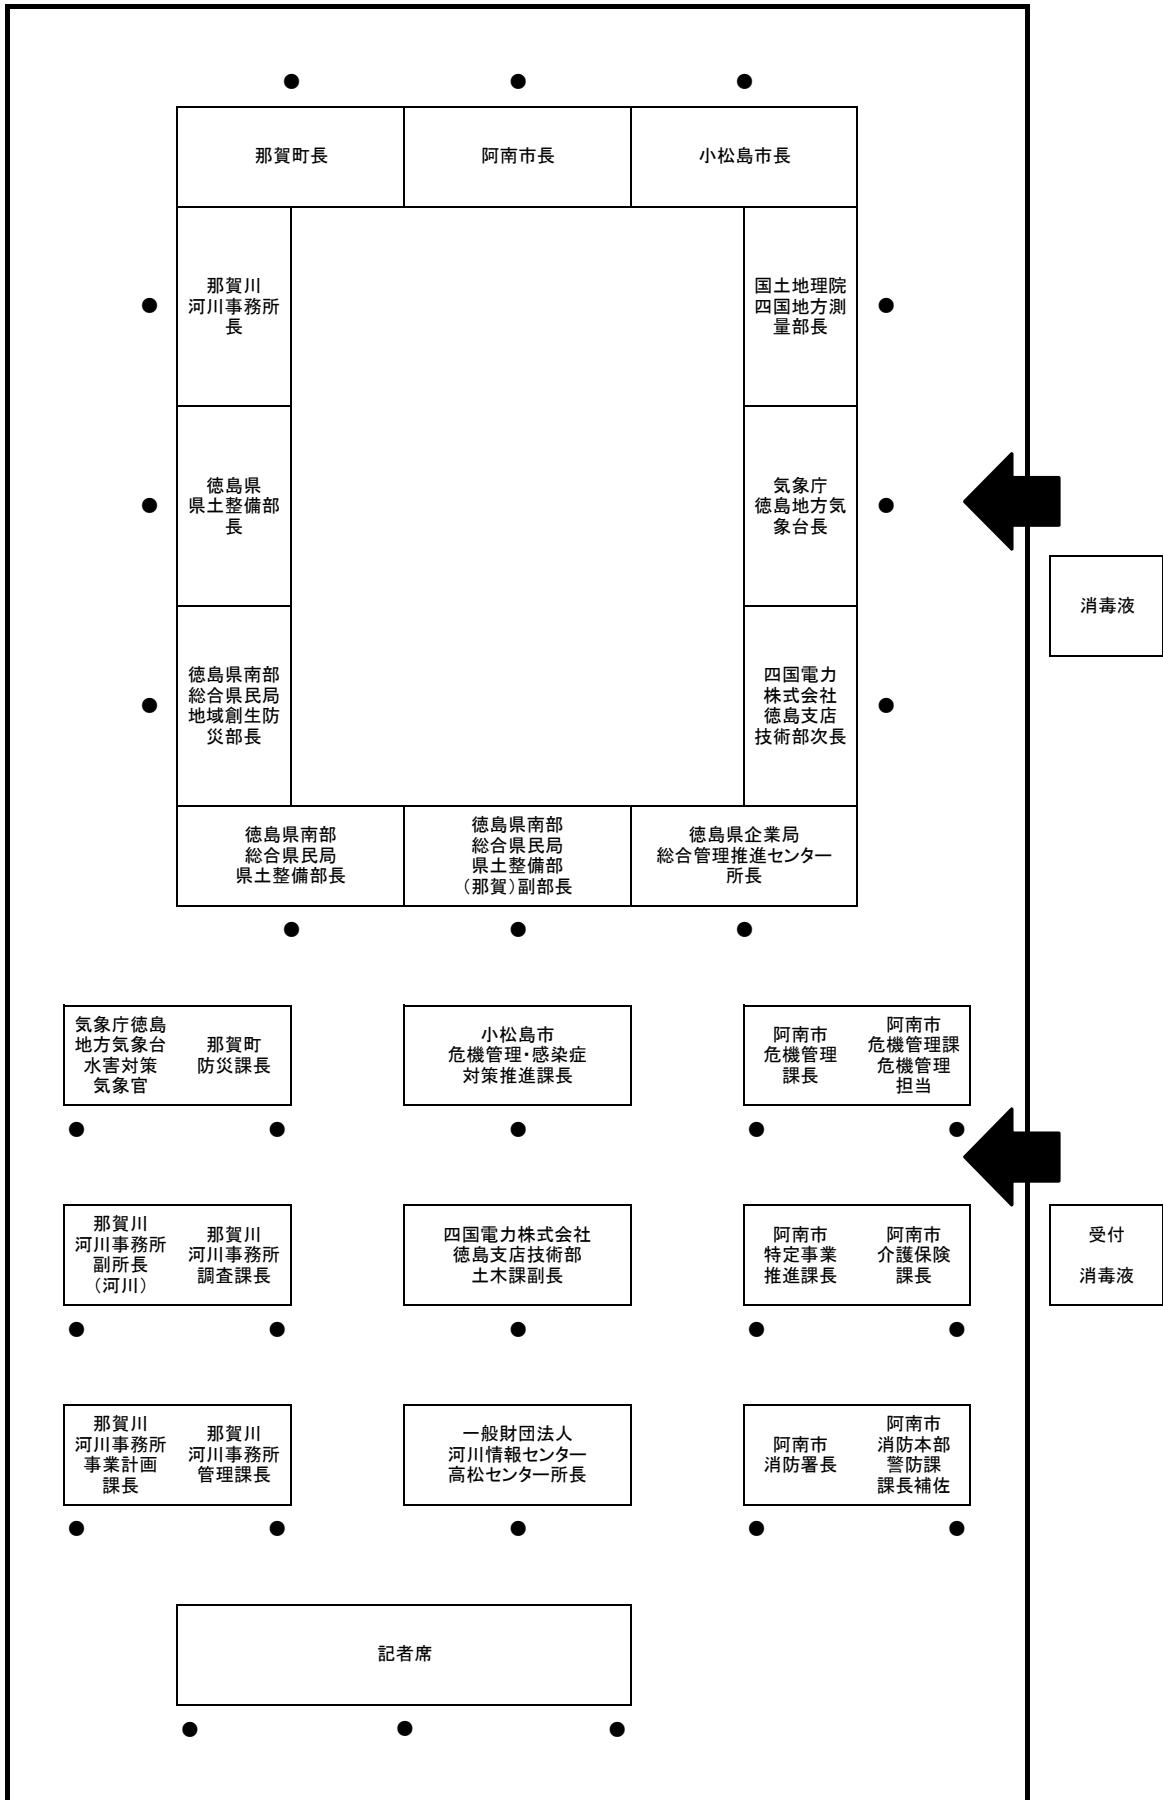 那賀町長
阿南市長
小松島市長
那賀川
河川事務所
長
国土地理院
四国地方測
量部長
徳島県
県土整備部
長
気象庁
徳島地方気
象台長
消毒液
徳島県南部
総合県民局
地域創生防
災部長
四国電力
株式会社
徳島支店
技術部次長
徳島県南部
総合県民局
県土整備部長
徳島県南部
総合県民局
県土整備部
(那賀)副部長
徳島県企業局
総合管理推進センター
所長
気象庁徳島
地方気象台
水害対策
気象官
那賀町
防災課長
小松島市
危機管理・感染症
対策推進課長
阿南市
危機管理
課長
阿南市
危機管理課
危機管理
担当
那賀川
河川事務所
副所長
(河川)
那賀川
河川事務所
調査課長
四国電力株式会社
徳島支店技術部
土木課副長
阿南市
特定事業
推進課長
阿南市
介護保険
課長
受付
消毒液
那賀川
河川事務所
事業計画
課長
那賀川
河川事務所
管理課長
一般財団法人
河川情報センター
高松センター所長
阿南市
消防署長
阿南市
消防本部
警防課
課長補佐
記者席